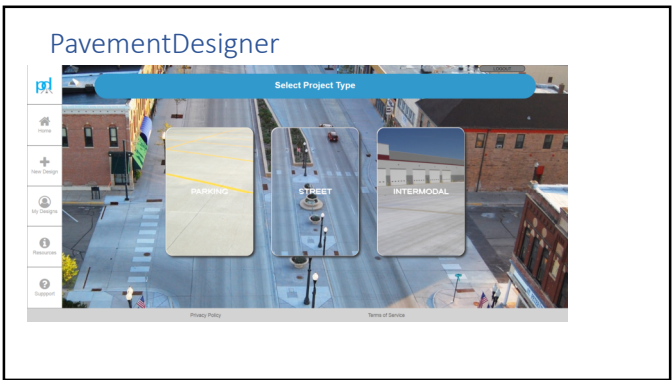 PavementDesigner
LOGOUT
pd
Select Project Type
Home
New Design
My Designs
Resources
Support
PARKING
STREET
INTERMODAL
Privacy Policy
Terms of Service